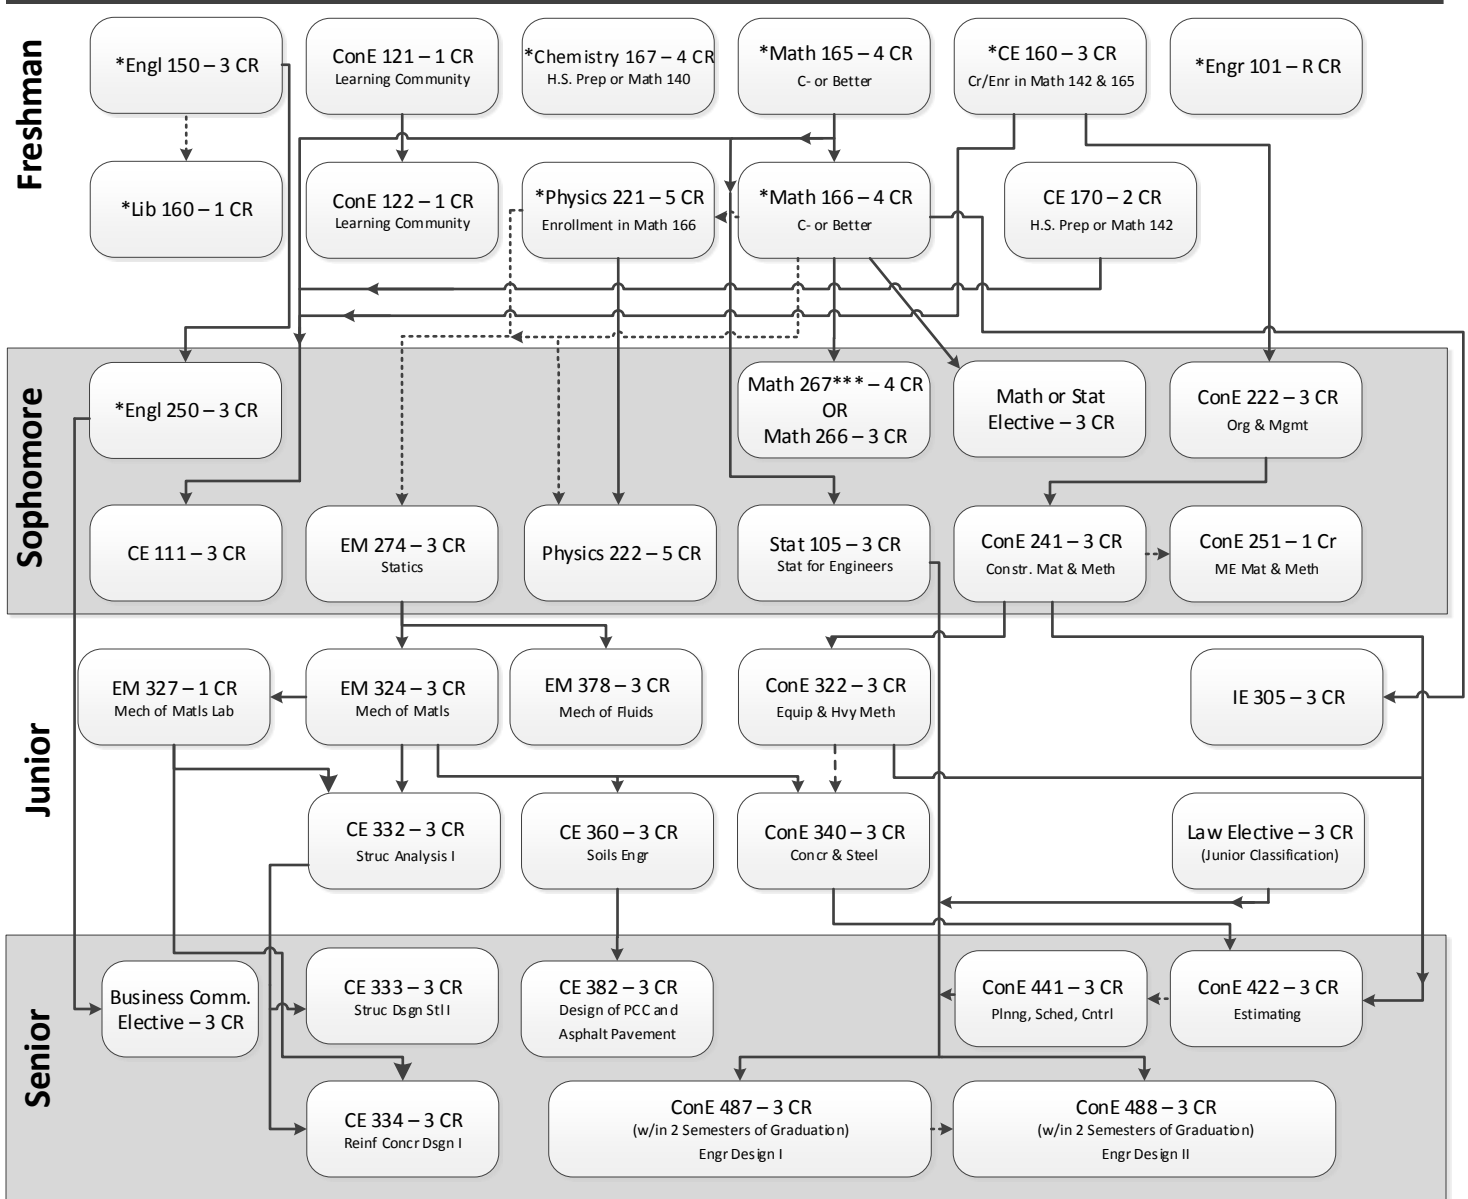 Freshman
*Engl 150 – 3 CR
ConE 121 – 1 CR
Learning Community
*Chemistry 167 – 4 CR
H.S. Prep or Math 140
*Math 165 – 4 CR
C- or Better
*CE 160 – 3 CR
Cr/Enr in Math 142 & 165
*Engr 101 – R CR
*Lib 160 – 1 CR
ConE 122 – 1 CR
Learning Community
*Physics 221 – 5 CR
Enrollment in Math 166
*Math 166 – 4 CR
C- or Better
CE 170 – 2 CR
H.S. Prep or Math 142
Sophomore
*Engl 250 – 3 CR
Math 267*** – 4 CR
OR
Math 266 – 3 CR
Math or Stat
Elective – 3 CR
ConE 222 – 3 CR
Org & Mgmt
CE 111 – 3 CR
EM 274 – 3 CR
Statics
Physics 222 – 5 CR
Stat 105 – 3 CR
Stat for Engineers
ConE 241 – 3 CR
Constr. Mat & Meth
ConE 251 – 1 Cr
ME Mat & Meth
Junior
EM 327 – 1 CR
Mech of Matls Lab
EM 324 – 3 CR
Mech of Matls
EM 378 – 3 CR
Mech of Fluids
ConE 322 – 3 CR
Equip & Hvy Meth
IE 305 – 3 CR
CE 332 – 3 CR
Struc Analysis I
CE 360 – 3 CR
Soils Engr
ConE 340 – 3 CR
Concr & Steel
Law Elective – 3 CR
(Junior Classification)
Senior
Business Comm.
Elective – 3 CR
CE 333 – 3 CR
Struc Dsgn Stl I
CE 382 – 3 CR
Design of PCC and
Asphalt Pavement
ConE 441 – 3 CR
Plnng, Sched, Cntrl
ConE 422 – 3 CR
Estimating
CE 334 – 3 CR
Reinf Concr Dsgn I
ConE 487 – 3 CR
(w/in 2 Semesters of Graduation)
Engr Design I
ConE 488 – 3 CR
(w/in 2 Semesters of Graduation)
Engr Design II